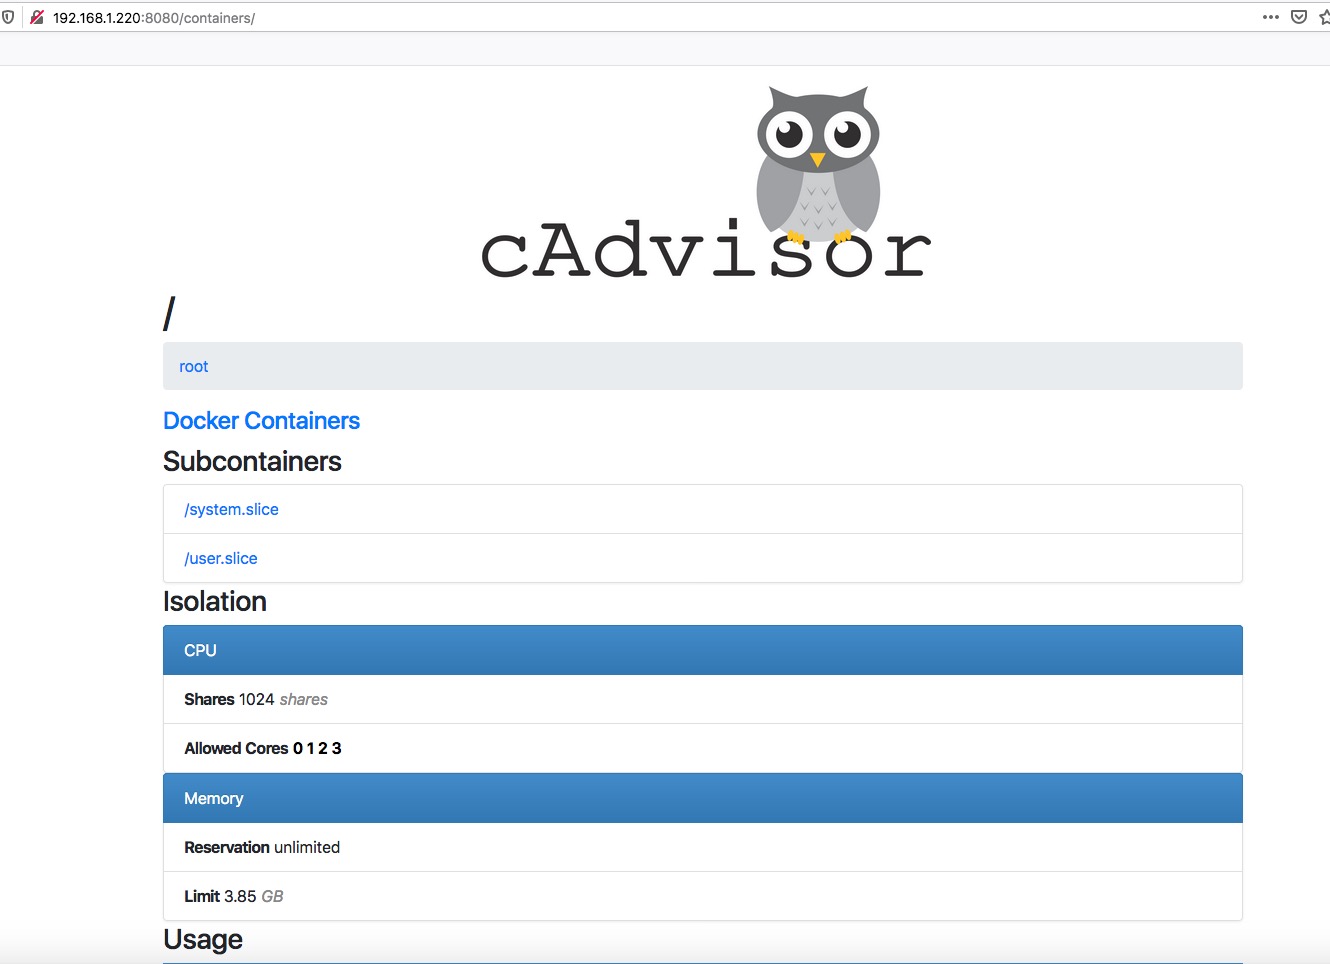 192.168.1.220:8080/containers/
cAdvisor
/
root
Docker Containers
Subcontainers
/system.slice
/user.slice
Isolation
CPU
Shares 1024 shares
Allowed Cores 0 1 2 3
Memory
Reservation unlimited
Limit 3.85 GB
Usage